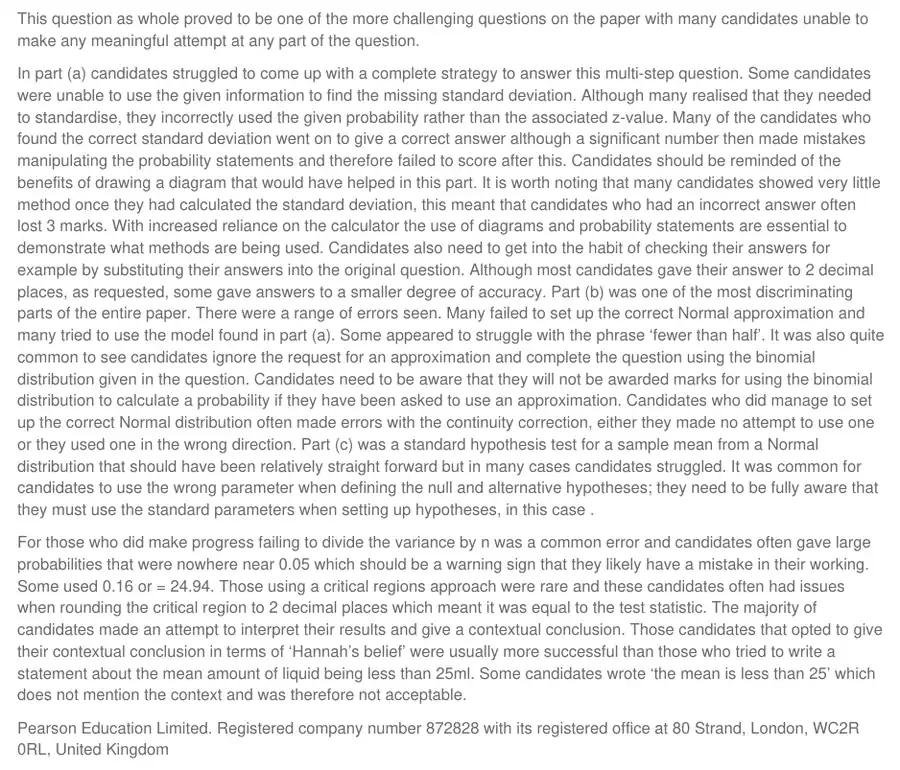 This question as whole proved to be one of the more challenging questions on the paper with many candidates unable to
make any meaningful attempt at any part of the question.
In part (a) candidates struggled to come up with a complete strategy to answer this multi-step question. Some candidates
were unable to use the given information to find the missing standard deviation. Although many realised that they needed
to standardise, they incorrectly used the given probability rather than the associated z-value. Many of the candidates who
found the correct standard deviation went on to give a correct answer although a significant number then made mistakes
manipulating the probability statements and therefore failed to score after this. Candidates should be reminded of the
benefits of drawing a diagram that would have helped in this part. It is worth noting that many candidates showed very little
method once they had calculated the standard deviation, this meant that candidates who had an incorrect answer often
lost 3 marks. With increased reliance on the calculator the use of diagrams and probability statements are essential to
demonstrate what methods are being used. Candidates also need to get into the habit of checking their answers for
example by substituting their answers into the original question. Although most candidates gave their answer to 2 decimal
places, as requested, some gave answers to a smaller degree of accuracy. Part (b) was one of the most discriminating
parts of the entire paper. There were a range of errors seen. Many failed to set up the correct Normal approximation and
many tried to use the model found in part (a). Some appeared to struggle with the phrase ‘fewer than half’. It was also quite
common to see candidates ignore the request for an approximation and complete the question using the binomial
distribution given in the question. Candidates need to be aware that they will not be awarded marks for using the binomial
distribution to calculate a probability if they have been asked to use an approximation. Candidates who did manage to set
up the correct Normal distribution often made errors with the continuity correction, either they made no attempt to use one
or they used one in the wrong direction. Part (c) was a standard hypothesis test for a sample mean from a Normal
distribution that should have been relatively straight forward but in many cases candidates struggled. It was common for
candidates to use the wrong parameter when defining the null and alternative hypotheses; they need to be fully aware that
they must use the standard parameters when setting up hypotheses, in this case .
For those who did make progress failing to divide the variance by n was a common error and candidates often gave large
probabilities that were nowhere near 0.05 which should be a warning sign that they likely have a mistake in their working.
Some used 0.16 or = 24.94. Those using a critical regions approach were rare and these candidates often had issues
when rounding the critical region to 2 decimal places which meant it was equal to the test statistic. The majority of
candidates made an attempt to interpret their results and give a contextual conclusion. Those candidates that opted to give
their contextual conclusion in terms of ‘Hannah’s belief’ were usually more successful than those who tried to write a
statement about the mean amount of liquid being less than 25ml. Some candidates wrote ‘the mean is less than 25’ which
does not mention the context and was therefore not acceptable.
Pearson Education Limited. Registered company number 872828 with its registered office at 80 Strand, London, WC2R
0RL, United Kingdom